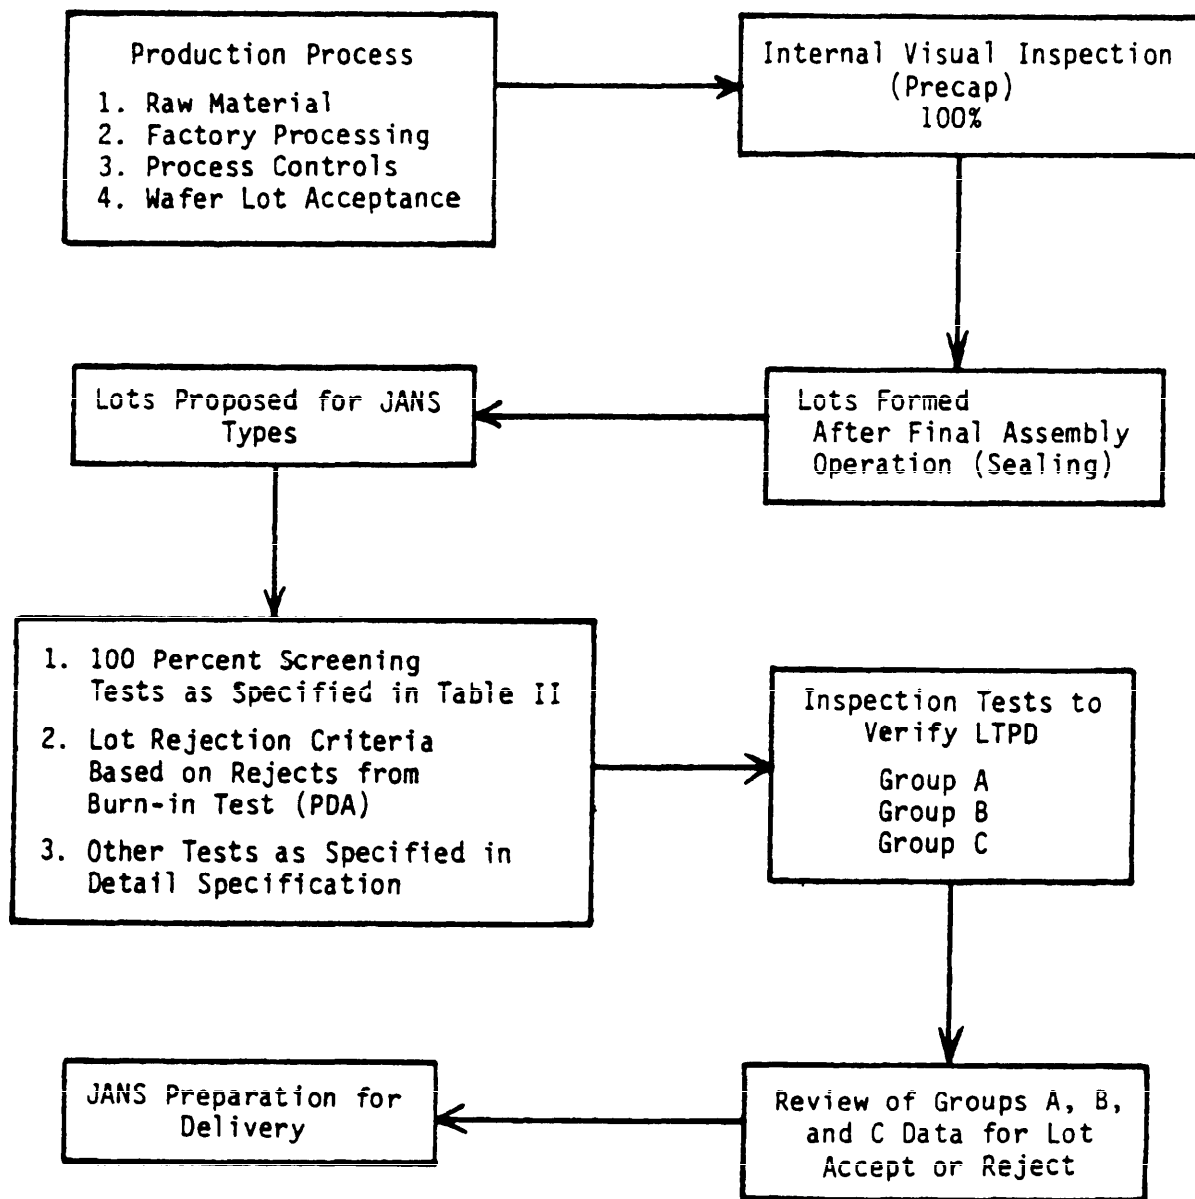 Production Process
1. Raw Material
2. Factory Processing
3. Process Controls
4. Wafer Lot Acceptance
Internal Visual Inspection
(Precap)
100%
Lots Formed
After Final Assembly
Operation (Sealing)
Lots Proposed for JANS
Types
1. 100 Percent Screening
Tests as Specified in Table II
2. Lot Rejection Criteria
Based on Rejects from
Burn-in Test (PDA)
3. Other Tests as Specified in
Detail Specification
Inspection Tests to
Verify LTPD
Group A
Group B
Group C
Review of Groups A, B,
and C Data for Lot
Accept or Reject
JANS Preparation for
Delivery